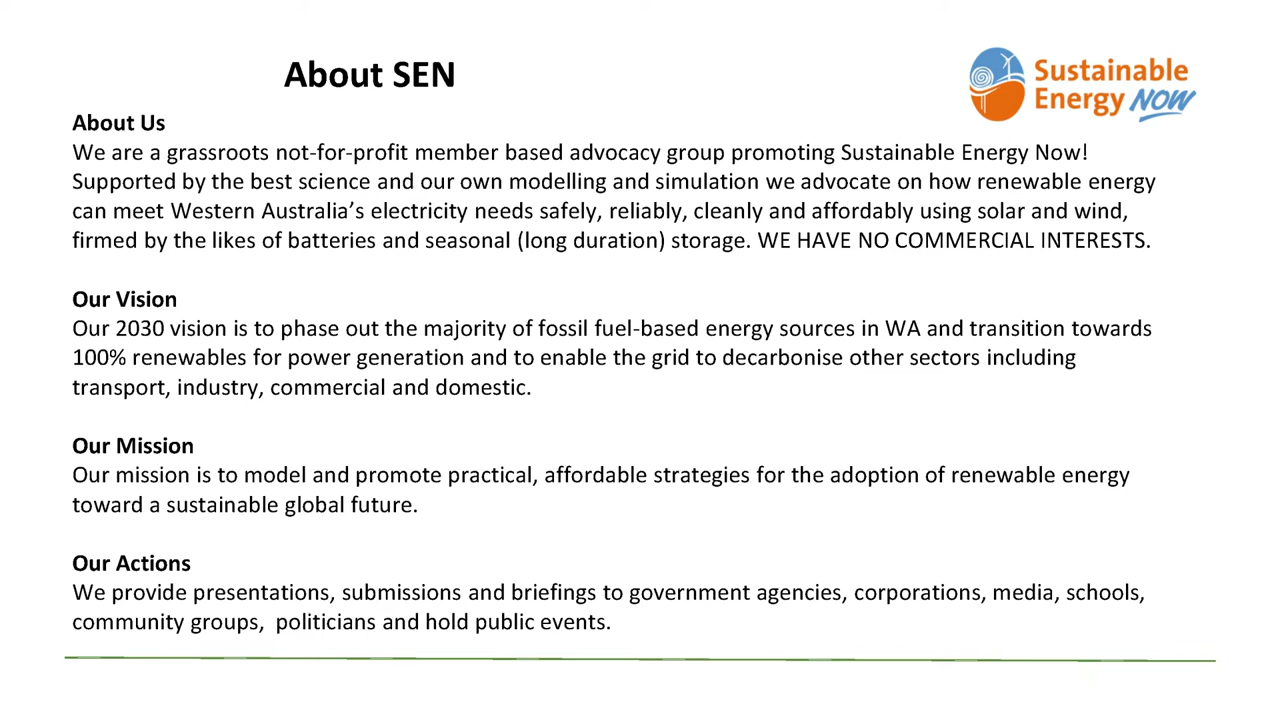 About SEN
Sustainable
Energy NOW
About Us
We are a grassroots not-for-profit member based advocacy group promoting Sustainable Energy Now!
Supported by the best science and our own modelling and simulation we advocate on how renewable energy
can meet Western Australia’s electricity needs safely, reliably, cleanly and affordably using solar and wind,
firmed by the likes of batteries and seasonal (long duration) storage. WE HAVE NO COMMERCIAL INTERESTS.
Our Vision
Our 2030 vision is to phase out the majority of fossil fuel-based energy sources in WA and transition towards
100% renewables for power generation and to enable the grid to decarbonise other sectors including
transport, industry, commercial and domestic.
Our Mission
Our mission is to model and promote practical, affordable strategies for the adoption of renewable energy
toward a sustainable global future.
Our Actions
We provide presentations, submissions and briefings to government agencies, corporations, media, schools,
community groups,  politicians and hold public events.